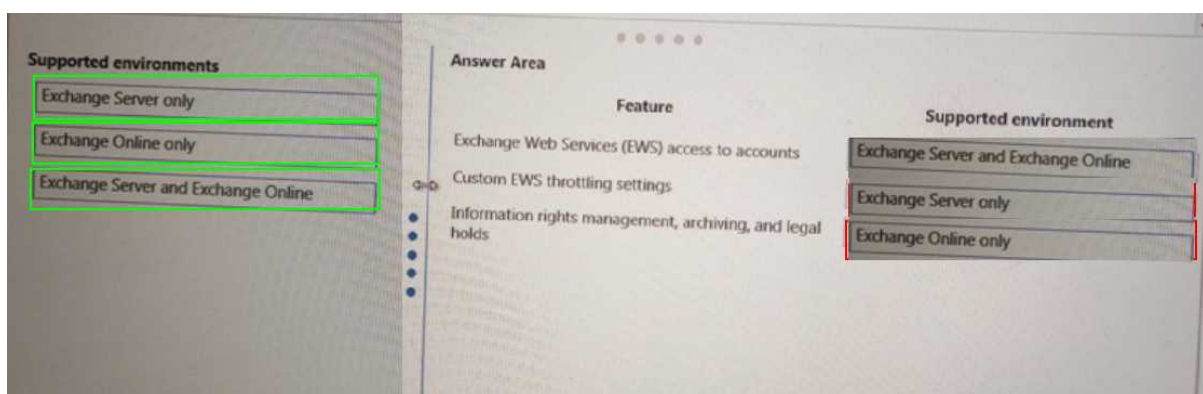 Supported environments
Exchange Server only
Exchange Online only
Exchange Server and Exchange Online
Answer Area
Feature
Supported environment
Exchange Web Services (EWS) access to accounts
Exchange Server and Exchange Online
Custom EWS throttling settings
Exchange Server only
Information rights management, archiving, and legal
holds
Exchange Online only